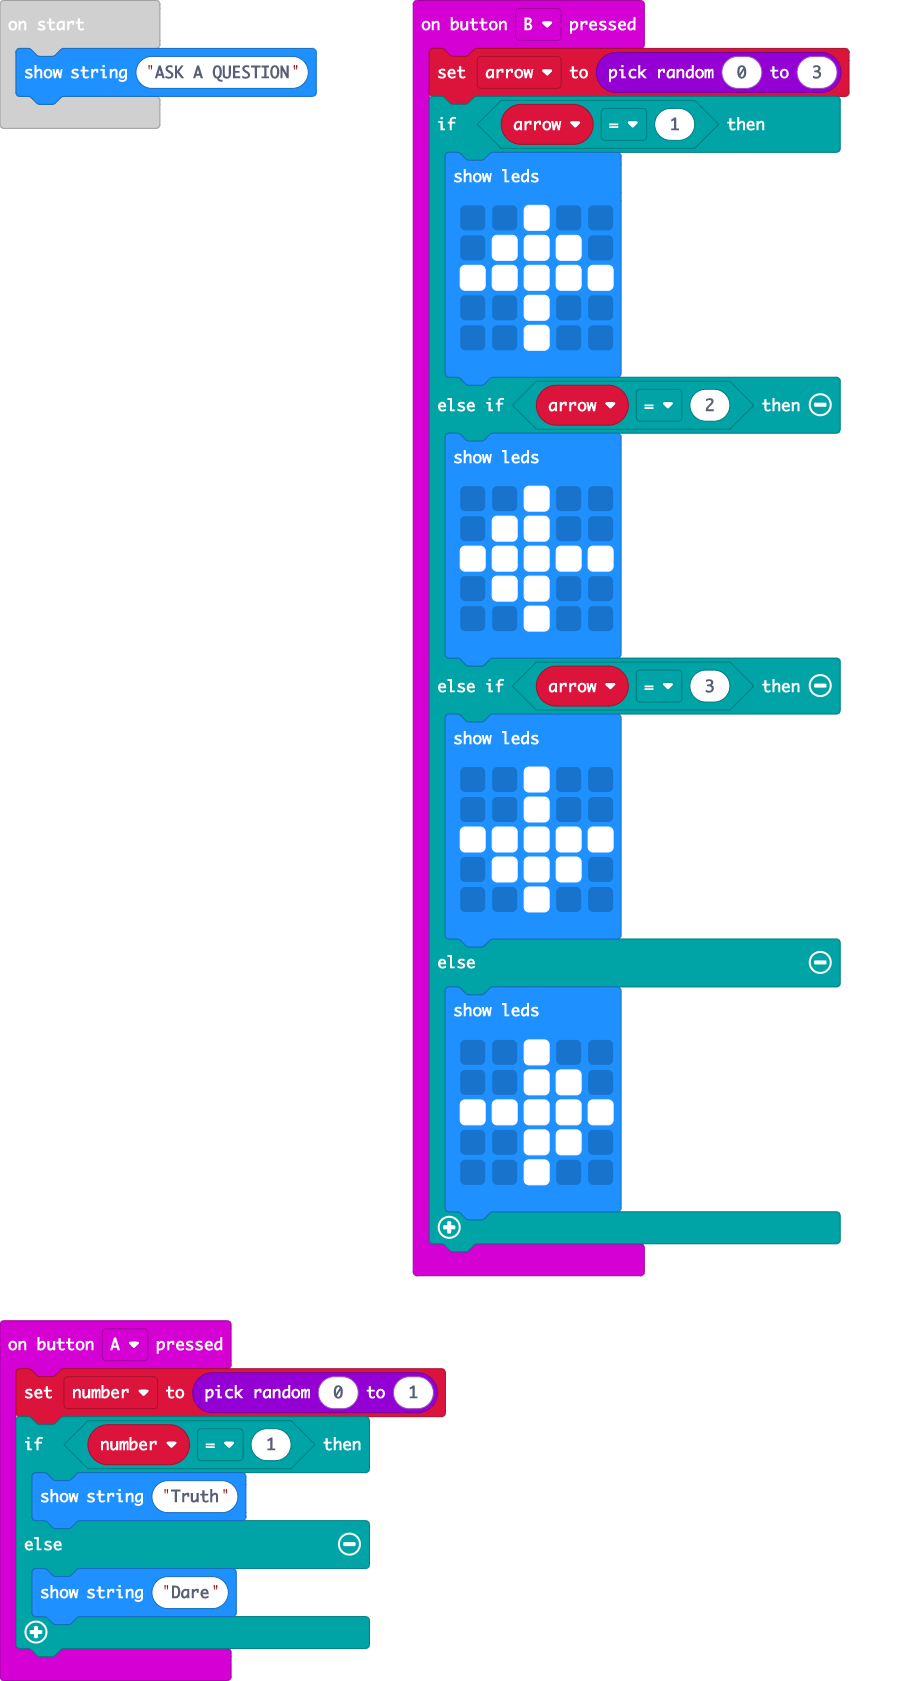 on start
show string "ASK A QUESTION"
on button B pressed
set arrow to pick random 0 to 3
if arrow = 1 then
show leds
else if arrow = 2 then
show leds
else if arrow = 3 then
show leds
else
show leds
on button A pressed
set number to pick random 0 to 1
if number = 1 then
show string "Truth"
else
show string "Dare"